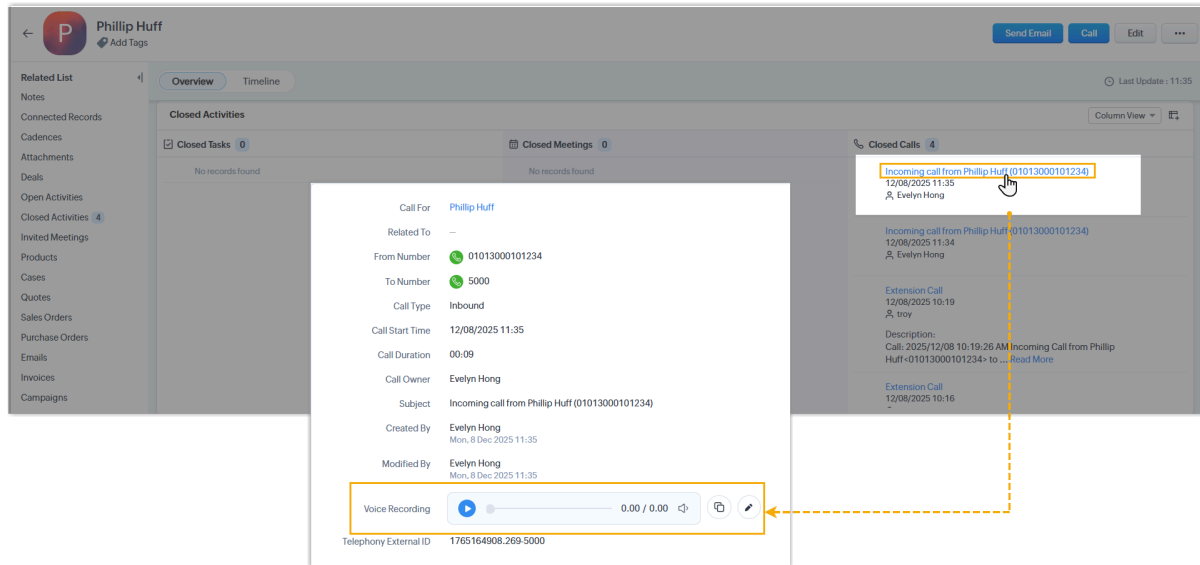 P
Phillip Huff
Add Tags
Send Email
Call
Edit
Related List
Notes
Connected Records
Cadences
Attachments
Deals
Open Activities
Closed Activities 4
Invited Meetings
Products
Cases
Quotes
Sales Orders
Purchase Orders
Emails
Invoices
Campaigns
Overview
Timeline
Last Update : 11:35
Closed Activities
Column View
Closed Tasks 0
No records found
Closed Meetings 0
No records found
Closed Calls 4
Incoming call from Phillip Huff (01013000101234)
12/08/2025 11:35
Evelyn Hong
Incoming call from Phillip Huff (01013000101234)
12/08/2025 11:34
Evelyn Hong
Extension Call
12/08/2025 10:19
troy
Description:
Call: 2025/12/08 10:19:26 AM Incoming Call from Phillip
Huff<01013000101234> to ... Read More
Extension Call
12/08/2025 10:16
Call For Phillip Huff
Related To —
From Number 01013000101234
To Number 5000
Call Type Inbound
Call Start Time 12/08/2025 11:35
Call Duration 00:09
Call Owner Evelyn Hong
Subject Incoming call from Phillip Huff (01013000101234)
Created By Evelyn Hong
Mon, 8 Dec 2025 11:35
Modified By Evelyn Hong
Mon, 8 Dec 2025 11:35
Voice Recording 0.00 / 0.00
Telephony External ID 1765164908.269-5000